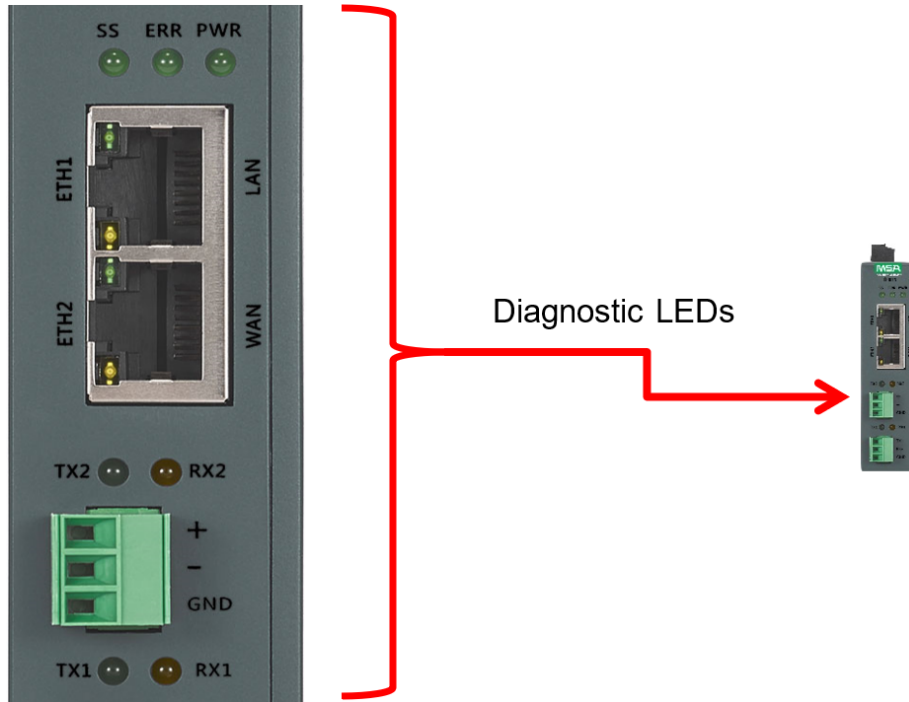 SS ERR PWR
ETH1 LAN
ETH2 WAN
TX2 RX2
+
-
GND
TX1 RX1
Diagnostic LEDs
MSA